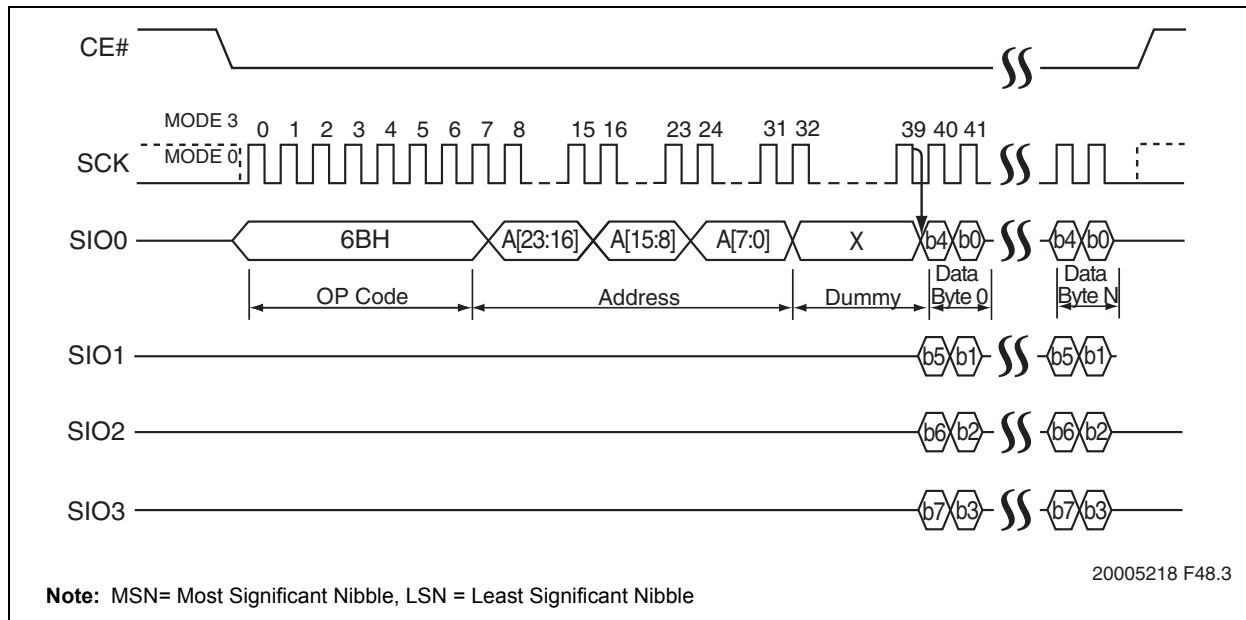 CE#
MODE 3
0 1 2 3 4 5 6 7 8 15 16 23 24 31 32 39 40 41
SCK
MODE 0
SIO0
6BH
A[23:16]
A[15:8]
A[7:0]
X
b4 b0
b4 b0
OP Code
Address
Dummy
Data
Byte 0
Data
Byte N
SIO1
b5 b1
b5 b1
SIO2
b6 b2
b6 b2
SIO3
b7 b3
b7 b3
20005218 F48.3
Note: MSN= Most Significant Nibble, LSN = Least Significant Nibble